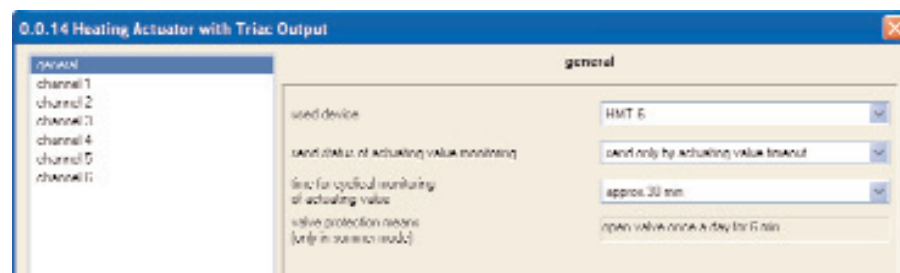 0.0.14 Heating Actuator with Triac Output
general
channel 1
channel 2
channel 3
channel 4
channel 5
channel 6
general
used device
HMT 6
send status of actuating value monitoring
send only by actuating value timeout
time for cyclical monitoring
of actuating value
approx. 30 min
valve protection means
(only in summer mode)
open valve once a day for 6 min